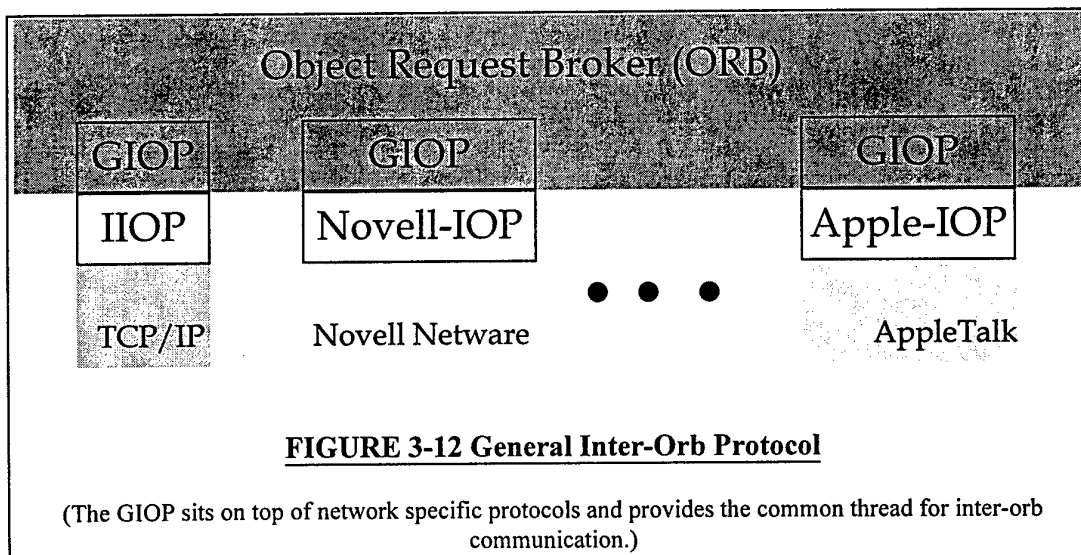 Object Request Broker (ORB)
GIOP GIOP GIOP
IIOP Novell-IOP Apple-IOP
TCP/IP Novell Netware AppleTalk
FIGURE 3-12 General Inter-Orb Protocol
(The GIOP sits on top of network specific protocols and provides the common thread for inter-orb
communication.)